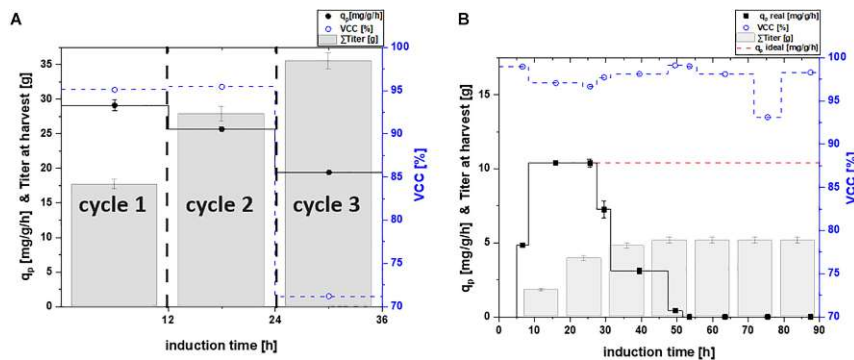 A
qp[mg/g/h]
VCC [%]
∑Titer [g]
qp [mg/g/h] & Titer at harvest [g]
35
30
25
20
15
10
5
0
cycle 1 cycle 2 cycle 3
100
95
90
85
80
75
70
VCC [%]
12 24 36
induction time [h]
B
qp real [mg/g/h]
VCC [%]
∑Titer [g]
qp ideal [mg/g/h]
qp [mg/g/h] & Titer at harvest [g]
15
10
5
0
100
95
90
85
80
75
70
VCC [%]
0 10 20 30 40 50 60 70 80 90
induction time [h]